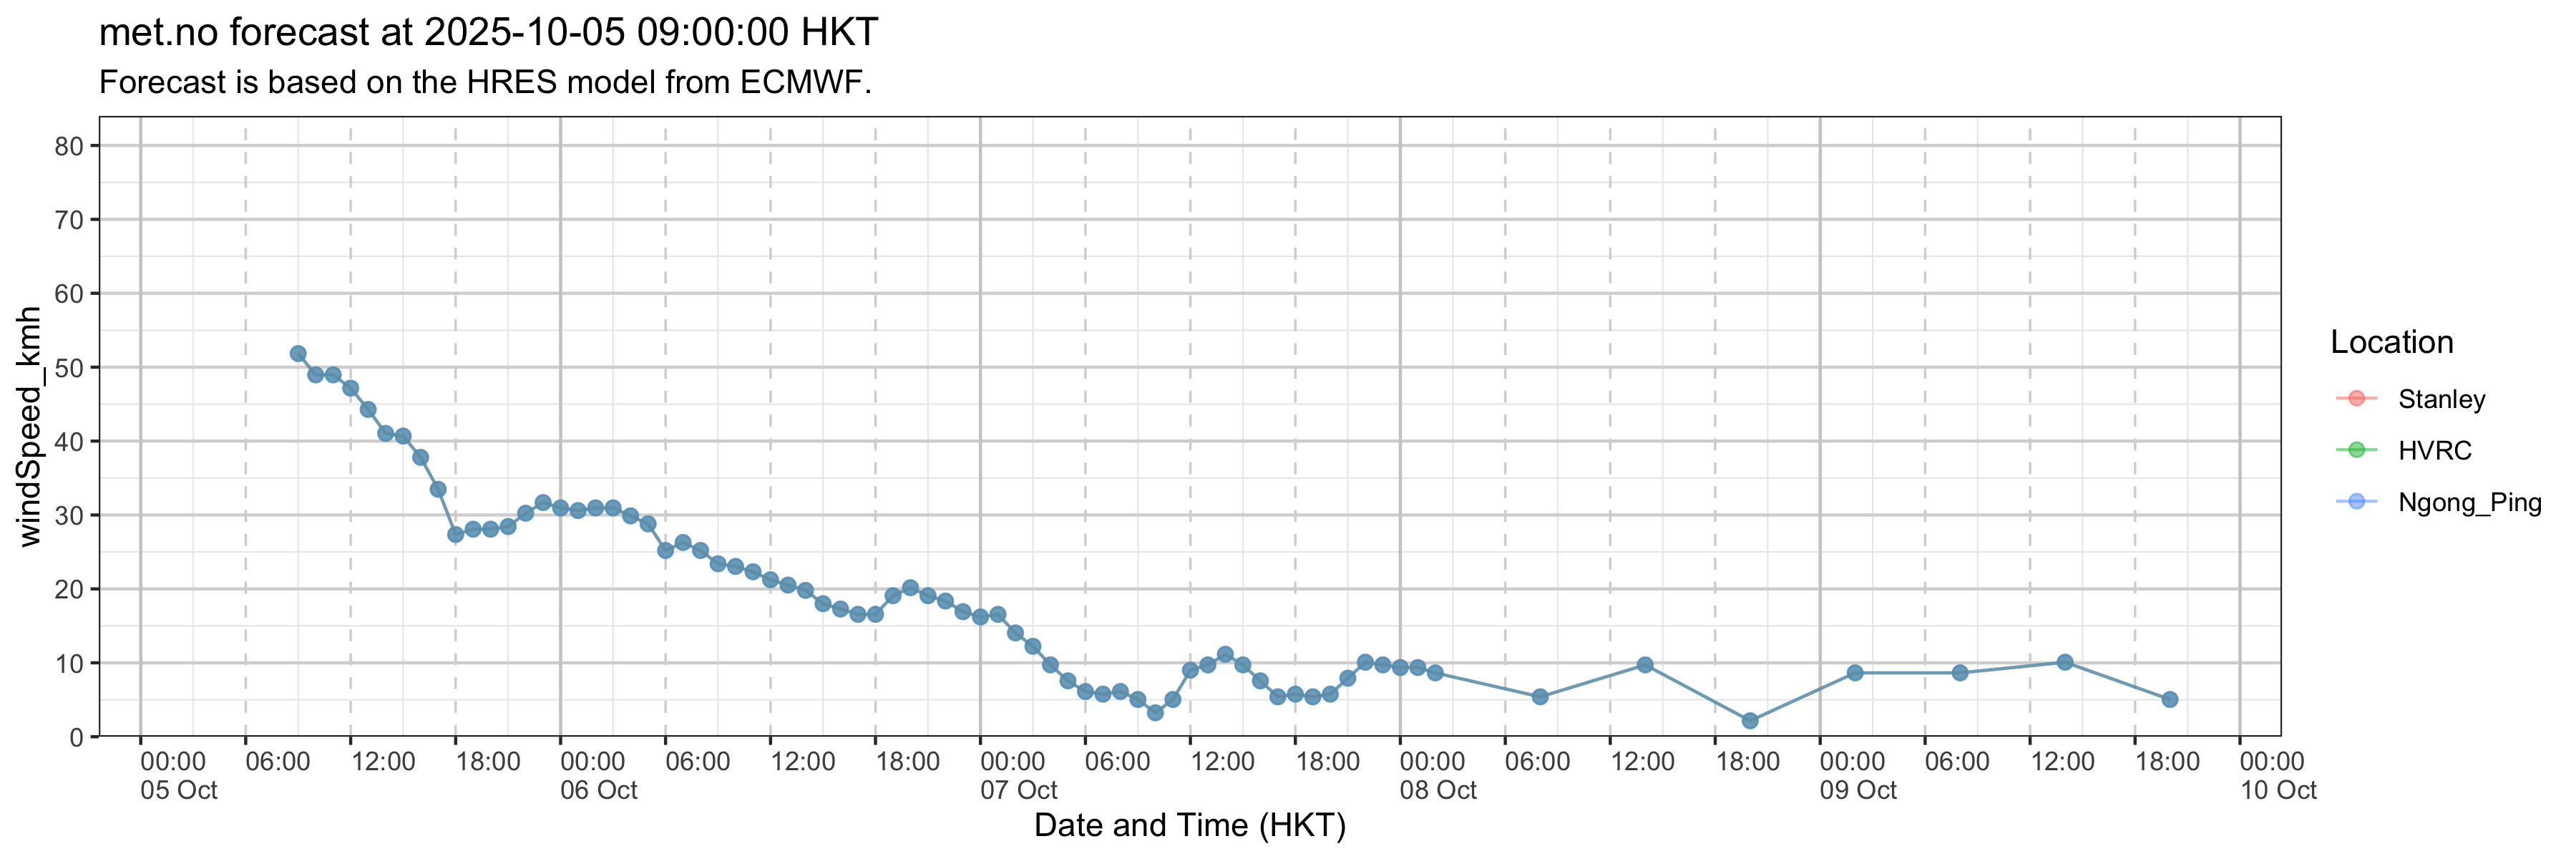 met.no forecast at 2025-10-05 09:00:00 HKT
Forecast is based on the HRES model from ECMWF.
windSpeed_kmh
80
70
60
50
40
30
20
10
0
00:00 06:00 12:00 18:00 00:00 06:00 12:00 18:00 00:00 06:00 12:00 18:00 00:00 06:00 12:00 18:00 00:00 06:00 12:00 18:00 00:00
05 Oct 06 Oct 07 Oct 08 Oct 09 Oct 10 Oct
Date and Time (HKT)
Location
Stanley
HVRC
Ngong_Ping